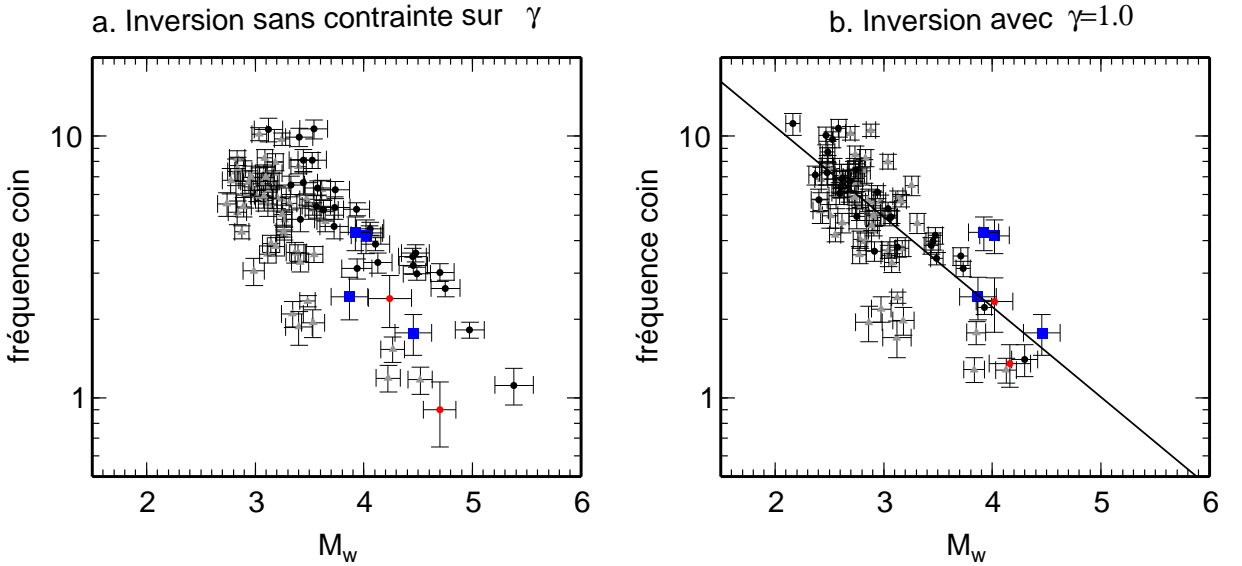 a. Inversion sans contrainte sur γ
b. Inversion avec γ=1.0
fréquence coin
10
1
2 3 4 5 6
M_w
fréquence coin
10
1
2 3 4 5 6
M_w